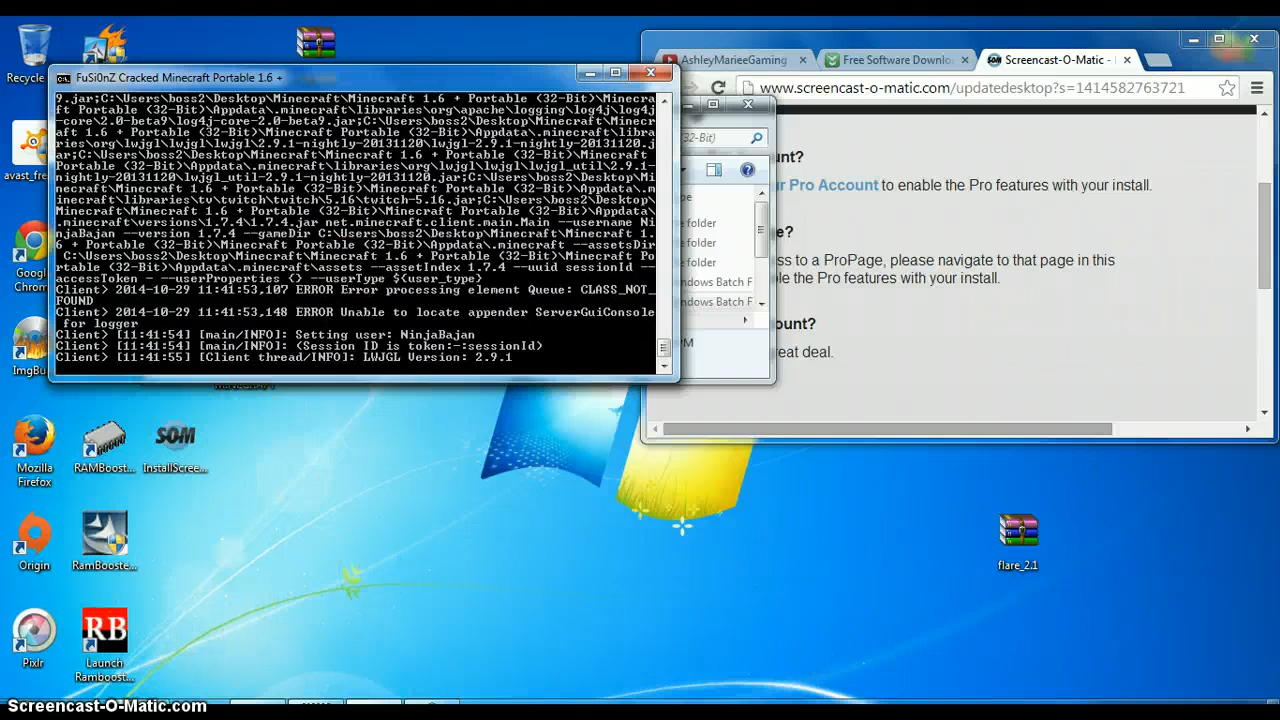 Recycle
avast_fre
Google
Chrom
ImgBu
Mozilla
Firefox
RAMBoost...
InstallScree...
Origin
RamBooste...
Pixlr
RB
Launch
Ramboost...
SOM
flare_2.1
FuSi0nZ Cracked Minecraft Portable 1.6 +
9.jar;C:\Users\boss2\Desktop\Minecraft\Minecraft 1.6 + Portable (32-Bit)\Minecraf
t Portable (32-Bit)\Appdata\.minecraft\libraries\org\apache\logging\log4j\log4j
-core\2.0-beta9\log4j-core-2.0-beta9.jar;C:\Users\boss2\Desktop\Minecraft\Minecr
aft 1.6 + Portable (32-Bit)\Minecraft Portable (32-Bit)\Appdata\.minecraft\libra
ries\org\lwjgl\lwjgl\lwjgl\2.9.1-nightly-20131120\lwjgl-2.9.1-nightly-20131120.j
ar;C:\Users\boss2\Desktop\Minecraft\Minecraft 1.6 + Portable (32-Bit)\Minecraft
Portable (32-Bit)\Appdata\.minecraft\libraries\org\lwjgl\lwjgl\lwjgl_util\2.9.1-
nightly-20131120\lwjgl_util-2.9.1-nightly-20131120.jar;C:\Users\boss2\Desktop\Mi
necraft\Minecraft 1.6 + Portable (32-Bit)\Minecraft Portable (32-Bit)\Appdata\.m
inecraft\libraries\tv\twitch\twitch\5.16\twitch-5.16.jar;C:\Users\boss2\Desktop\
Minecraft\Minecraft 1.6 + Portable (32-Bit)\Minecraft Portable (32-Bit)\Appdata\
.minecraft\versions\1.7.4\1.7.4.jar net.minecraft.client.main.Main --username Ni
njaBajan --version 1.7.4 --gameDir C:\Users\boss2\Desktop\Minecraft\Minecraft 1.
6 + Portable (32-Bit)\Minecraft Portable (32-Bit)\Appdata\.minecraft --assetsDir
C:\Users\boss2\Desktop\Minecraft\Minecraft 1.6 + Portable (32-Bit)\Minecraft Po
rtable (32-Bit)\Appdata\.minecraft\assets --assetIndex 1.7.4 --uuid sessionId --
accessToken - --userProperties {} --userType ${user_type}
Client> 2014-10-29 11:41:53,107 ERROR Error processing element Queue: CLASS_NOT_
FOUND
Client> 2014-10-29 11:41:53,148 ERROR Unable to locate appender ServerGuiConsole
for logger
Client> [11:41:54] [main/INFO]: Setting user: NinjaBajan
Client> [11:41:54] [main/INFO]: (Session ID is token:-:sessionId)
Client> [11:41:55] [Client thread/INFO]: LWJGL Version: 2.9.1
32-Bit)
pe
e folder
e folder
e folder
ndows Batch F
ndows Batch F
PM
AshleyMarieeGaming
Free Software Downlo
Screencast-O-Matic -
www.screencast-o-matic.com/updatedesktop?s=1414582763721
ount?
ur Pro Account to enable the Pro features with your install.
e?
ss to a ProPage, please navigate to that page in this
ble the Pro features with your install.
ount?
reat deal.
Screencast-O-Matic.com